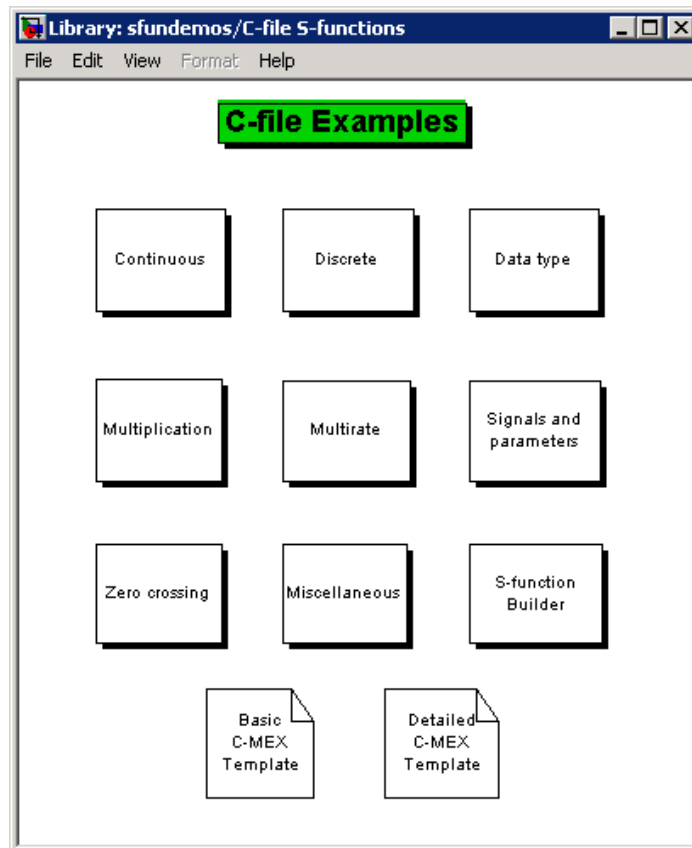 Library: sfundemos/C-file S-functions
File Edit View Format Help
C-file Examples
Continuous
Discrete
Data type
Multiplication
Multirate
Signals and
parameters
Zero crossing
Miscellaneous
S-function
Builder
Basic
C-MEX
Template
Detailed
C-MEX
Template